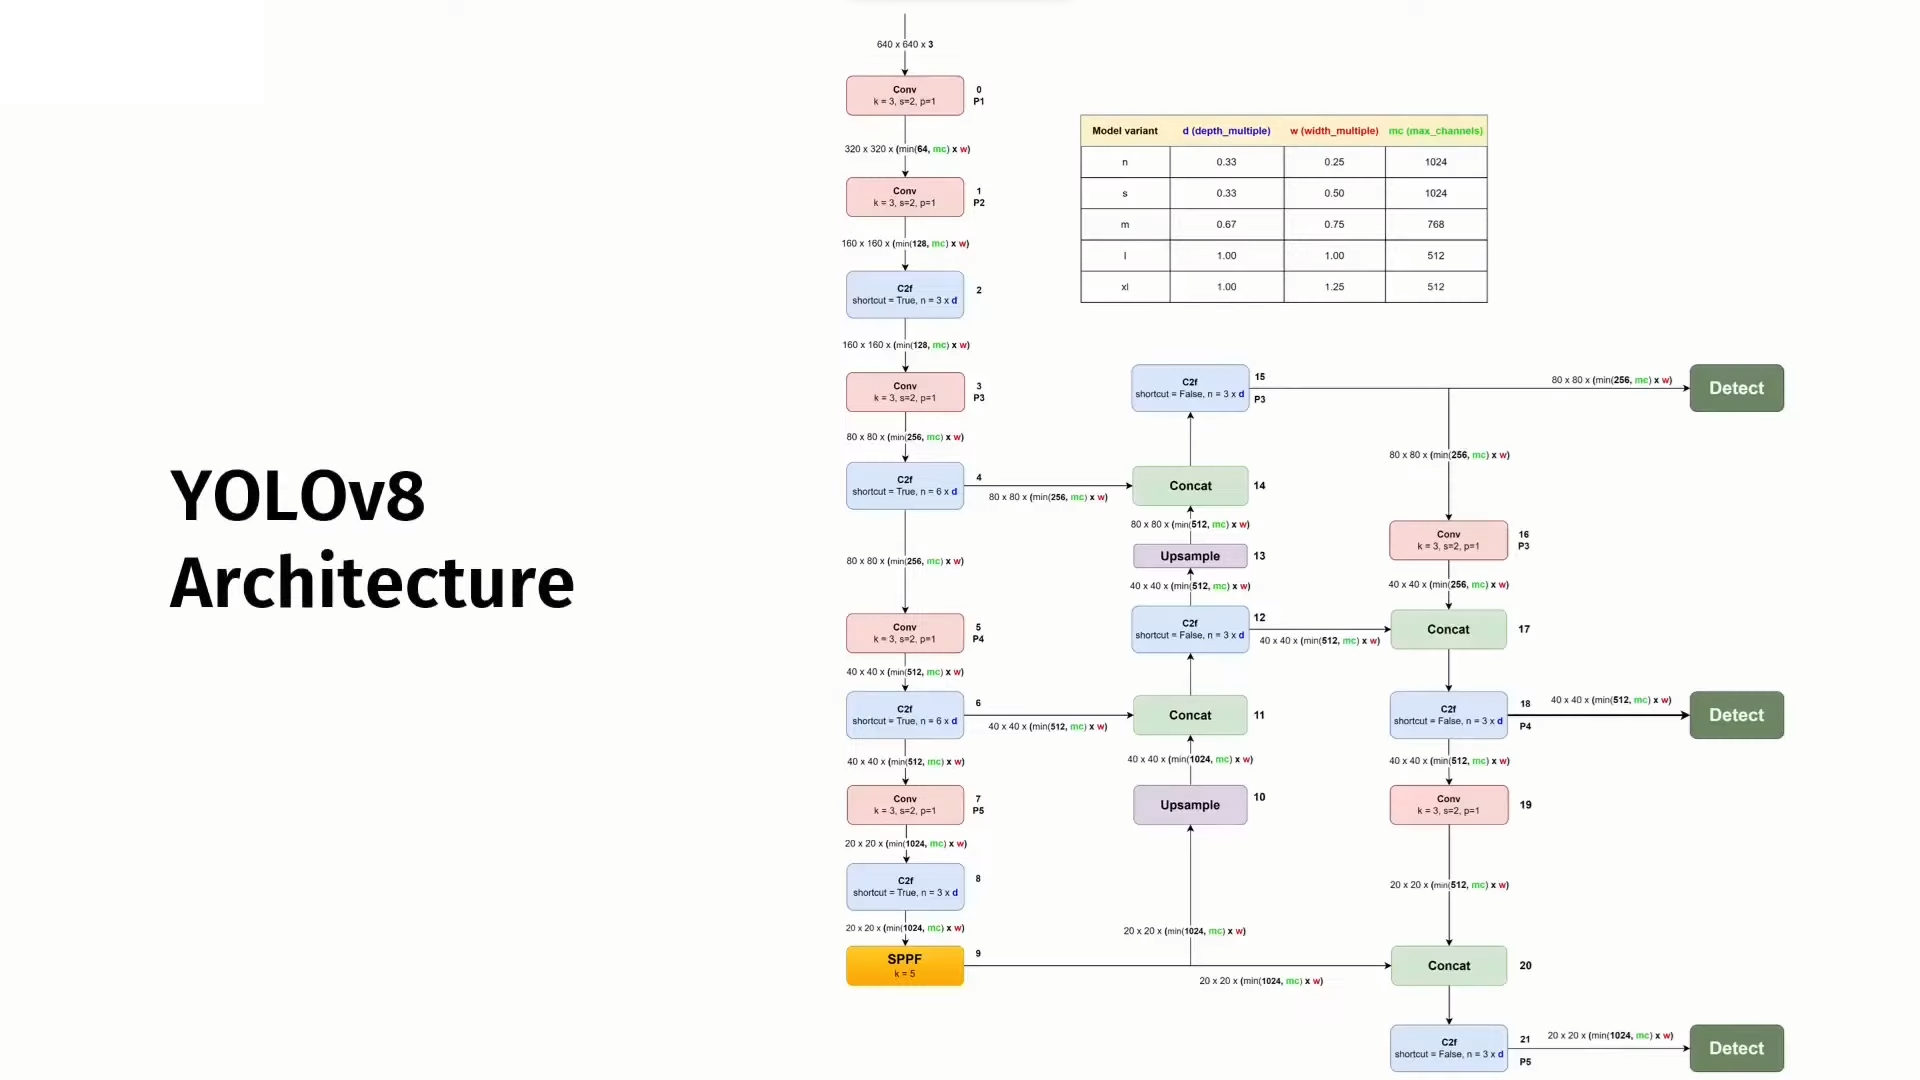 YOLOv8
Architecture
640 x 640 x 3
Conv
k = 3, s=2, p=1
0
P1
320 x 320 x (min(64, mc) x w)
Conv
k = 3, s=2, p=1
1
P2
160 x 160 x (min(128, mc) x w)
C2f
shortcut = True, n = 3 x d
2
160 x 160 x (min(128, mc) x w)
Conv
k = 3, s=2, p=1
3
P3
80 x 80 x (min(256, mc) x w)
C2f
shortcut = True, n = 6 x d
4
80 x 80 x (min(256, mc) x w)
80 x 80 x (min(256, mc) x w)
Conv
k = 3, s=2, p=1
5
P4
40 x 40 x (min(512, mc) x w)
C2f
shortcut = True, n = 6 x d
6
40 x 40 x (min(512, mc) x w)
40 x 40 x (min(512, mc) x w)
Conv
k = 3, s=2, p=1
7
P5
20 x 20 x (min(1024, mc) x w)
C2f
shortcut = True, n = 3 x d
8
20 x 20 x (min(1024, mc) x w)
SPPF
k = 5
9
20 x 20 x (min(1024, mc) x w)
20 x 20 x (min(1024, mc) x w)
Model variant d (depth_multiple) w (width_multiple) mc (max_channels)
n 0.33 0.25 1024
s 0.33 0.50 1024
m 0.67 0.75 768
l 1.00 1.00 512
xl 1.00 1.25 512
C2f
shortcut = False, n = 3 x d
15
P3
Concat
14
80 x 80 x (min(512, mc) x w)
Upsample
13
40 x 40 x (min(512, mc) x w)
C2f
shortcut = False, n = 3 x d
12
40 x 40 x (min(512, mc) x w)
Concat
11
40 x 40 x (min(1024, mc) x w)
Upsample
10
80 x 80 x (min(256, mc) x w)
Detect
80 x 80 x (min(256, mc) x w)
Conv
k = 3, s=2, p=1
16
P3
40 x 40 x (min(256, mc) x w)
Concat
17
C2f
shortcut = False, n = 3 x d
18
P4
40 x 40 x (min(512, mc) x w)
Detect
40 x 40 x (min(512, mc) x w)
Conv
k = 3, s=2, p=1
19
20 x 20 x (min(512, mc) x w)
Concat
20
C2f
shortcut = False, n = 3 x d
21
P5
20 x 20 x (min(1024, mc) x w)
Detect